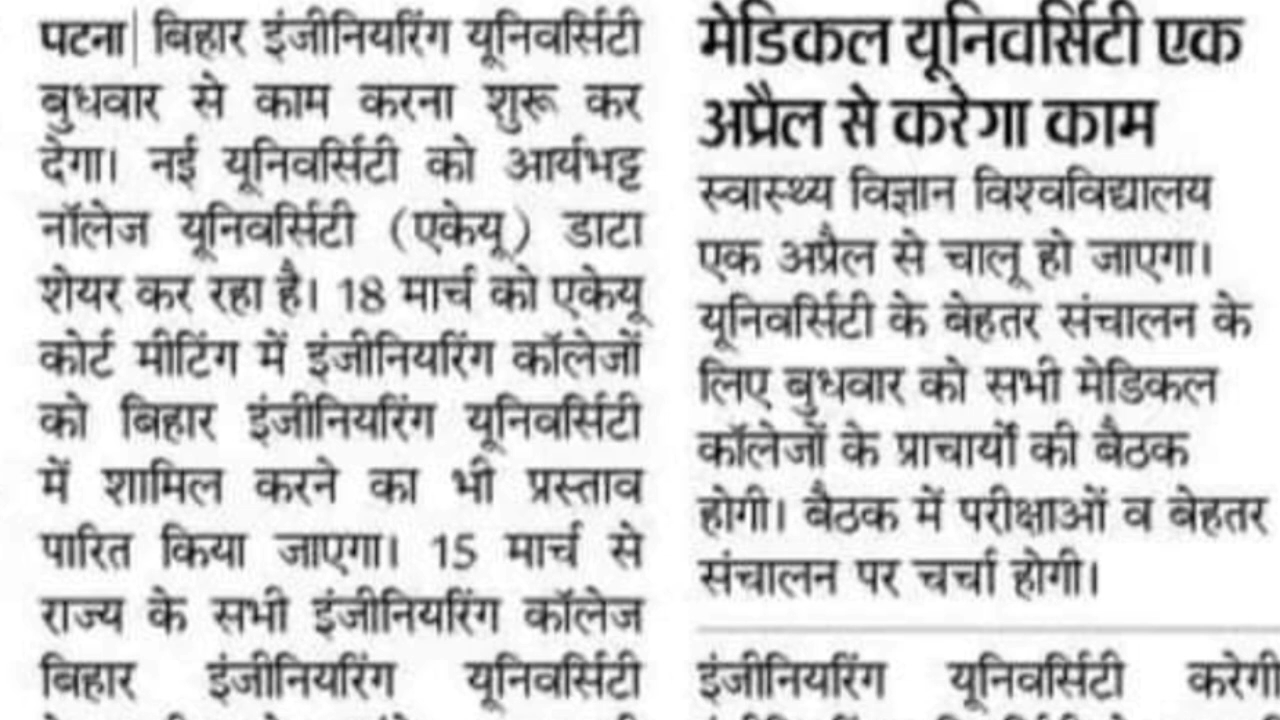 पटना| बिहार इंजीनियरिंग यूनिवर्सिटी
बुधवार से काम करना शुरू कर
देगा। नई यूनिवर्सिटी को आर्यभट्ट
नॉलेज यूनिवर्सिटी (एकेयू) डाटा
शेयर कर रहा है। 18 मार्च को एकेयू
कोर्ट मीटिंग में इंजीनियरिंग कॉलेजों
को बिहार इंजीनियरिंग यूनिवर्सिटी
में शामिल करने का भी प्रस्ताव
पारित किया जाएगा। 15 मार्च से
राज्य के सभी इंजीनियरिंग कॉलेज
बिहार इंजीनियरिंग यूनिवर्सिटी
मेडिकल यूनिवर्सिटी एक
अप्रैल से करेगा काम
स्वास्थ्य विज्ञान विश्वविद्यालय
एक अप्रैल से चालू हो जाएगा।
यूनिवर्सिटी के बेहतर संचालन के
लिए बुधवार को सभी मेडिकल
कॉलेजों के प्राचार्यों की बैठक
होगी। बैठक में परीक्षाओं व बेहतर
संचालन पर चर्चा होगी।
इंजीनियरिंग यूनिवर्सिटी करेगी